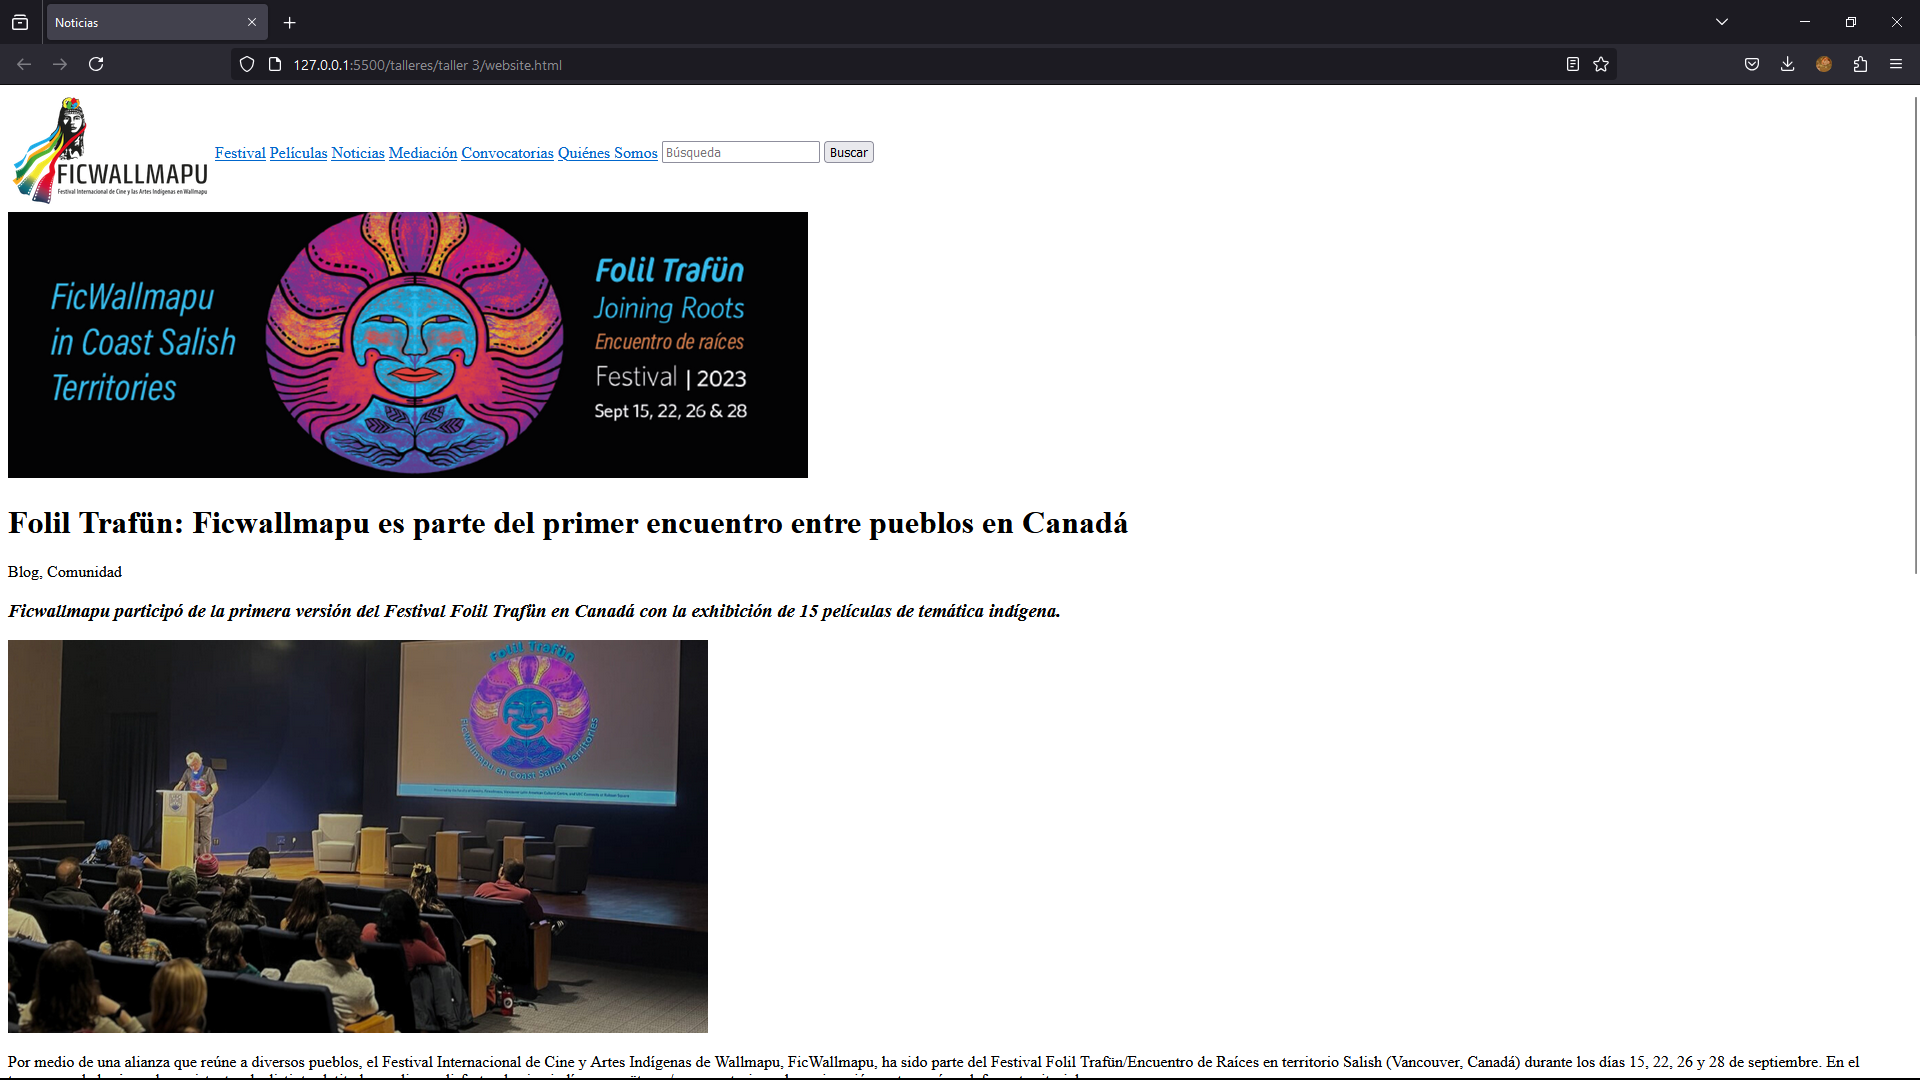 Noticias
127.0.0.1:5500/talleres/taller 3/website.html
FICWALLMAPU
Festival Internacional de Cine y las Artes Indígenas en Wallmapu
Festival Películas Noticias Mediación Convocatorias Quiénes Somos Búsqueda Buscar
FicWallmapu
in Coast Salish
Territories
Folil Trafün
Joining Roots
Encuentro de raíces
Festival | 2023
Sept 15, 22, 26 & 28
Folil Trafün: Ficwallmapu es parte del primer encuentro entre pueblos en Canadá
Blog, Comunidad
Ficwallmapu participó de la primera versión del Festival Folil Trafün en Canadá con la exhibición de 15 películas de temática indígena.
Folil Trafün
FicWallmapu en Coast Salish Territories
Por medio de una alianza que reúne a diversos pueblos, el Festival Internacional de Cine y Artes Indígenas de Wallmapu, FicWallmapu, ha sido parte del Festival Folil Trafün/Encuentro de Raíces en territorio Salish (Vancouver, Canadá) durante los días 15, 22, 26 y 28 de septiembre. En el